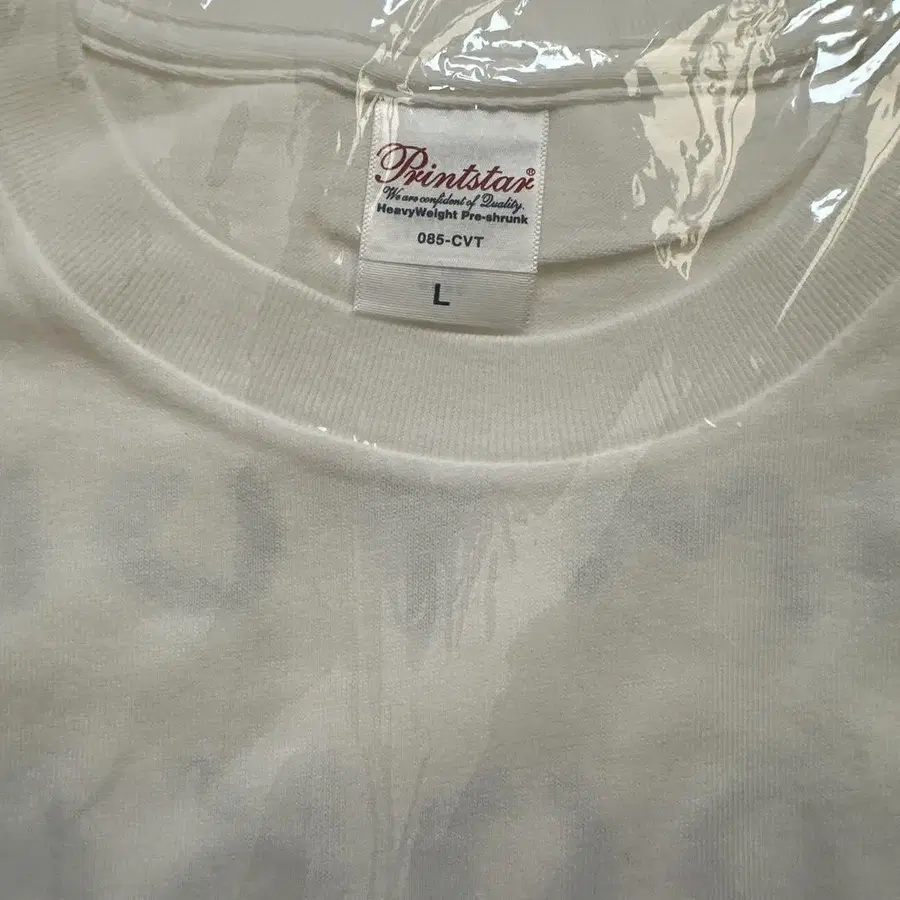 Printstar®
We are confident of Quality.
HeavyWeight Pre-shrunk
085-CVT
L